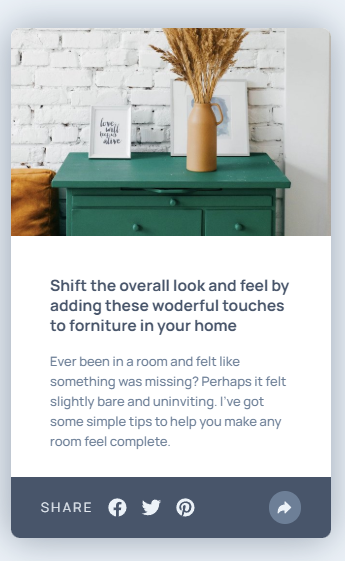 love
will
alive
Shift the overall look and feel by
adding these woderful touches
to forniture in your home
Ever been in a room and felt like
something was missing? Perhaps it felt
slightly bare and uninviting. I've got
some simple tips to help you make any
room feel complete.
SHARE